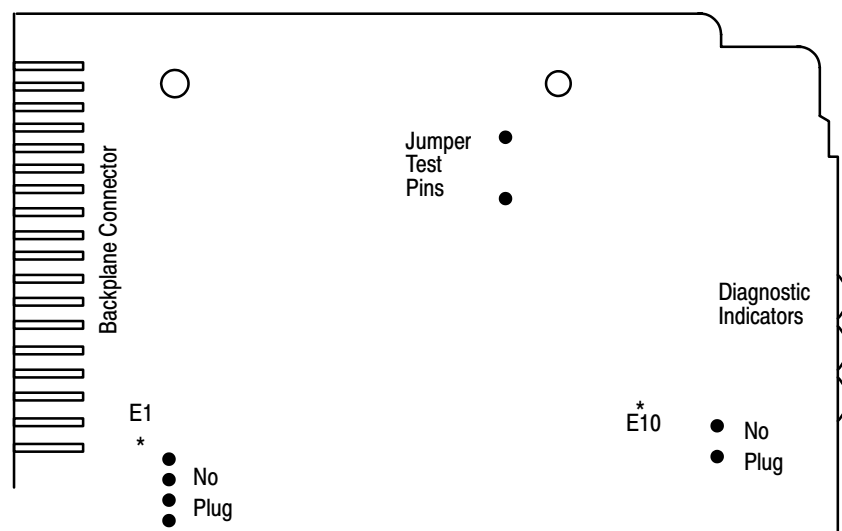 Jumper
Test
Pins
Backplane Connector
Diagnostic
Indicators
E1
*
No
Plug
*
E10
No
Plug